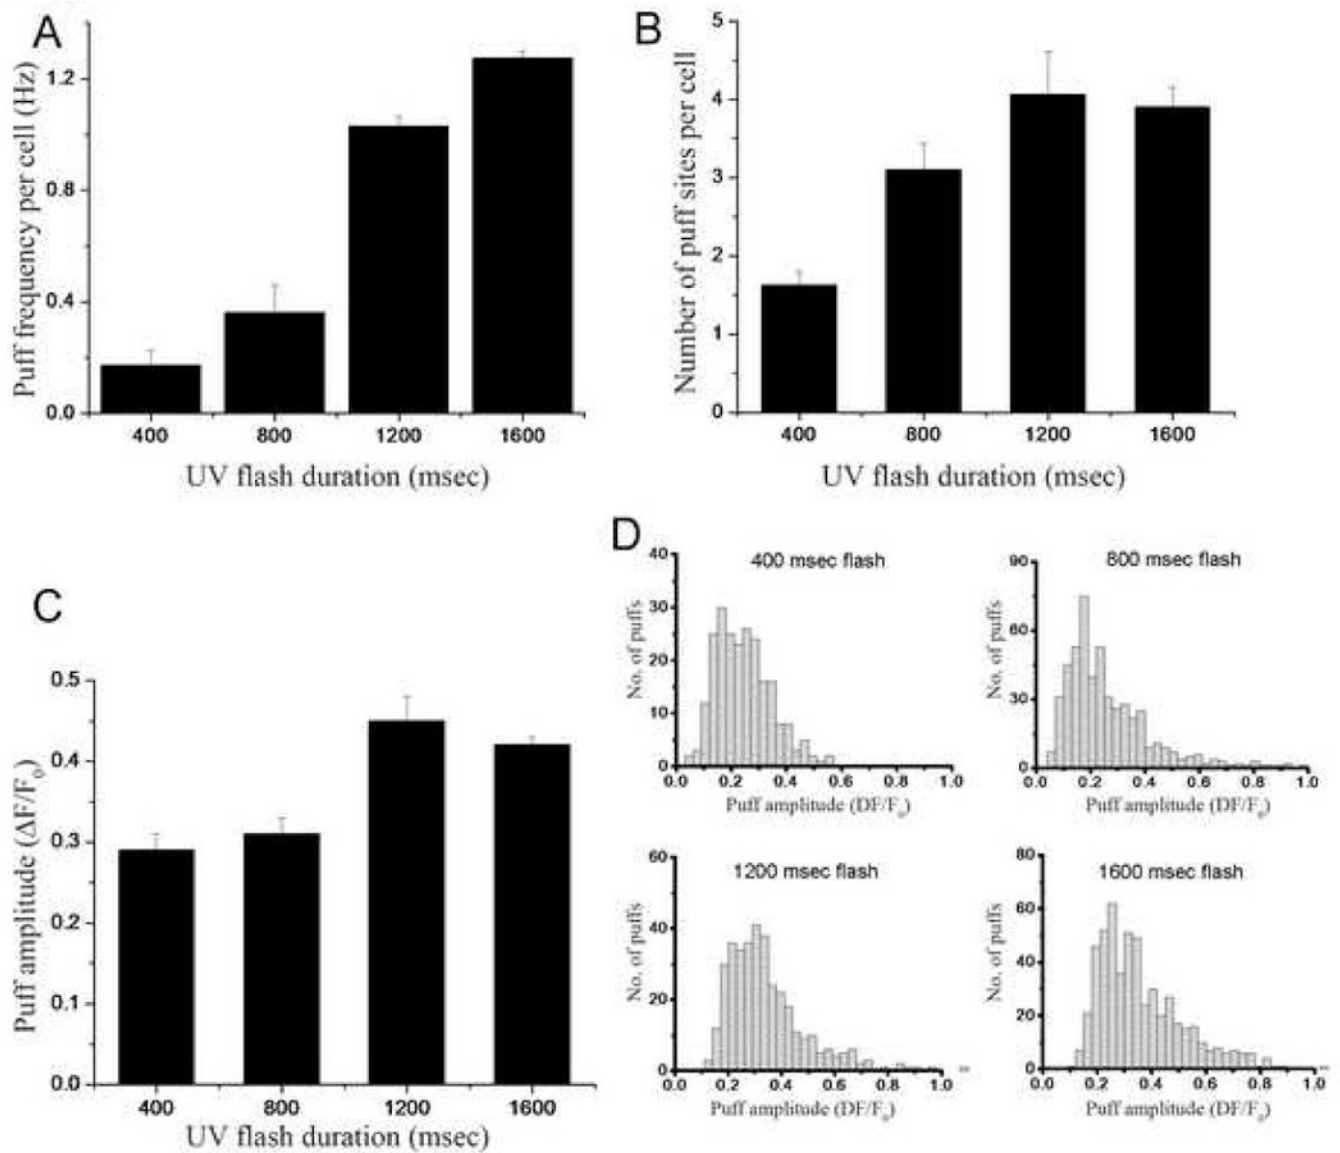 A
Puff frequency per cell (Hz)
1.2
0.8
0.4
0.0
400 800 1200 1600
UV flash duration (msec)
B
Number of puff sites per cell
5
4
3
2
1
0
400 800 1200 1600
UV flash duration (msec)
C
Puff amplitude (ΔF/F₀)
0.5
0.4
0.3
0.2
0.1
0.0
400 800 1200 1600
UV flash duration (msec)
D
400 msec flash
No. of puffs
40
30
20
10
0
0.0 0.2 0.4 0.6 0.8 1.0
Puff amplitude (DF/F₀)
800 msec flash
No. of puffs
90
60
30
0
0.0 0.2 0.4 0.6 0.8 1.0
Puff amplitude (DF/F₀)
1200 msec flash
No. of puffs
60
40
20
0
0.0 0.2 0.4 0.6 0.8 1.0
Puff amplitude (DF/F₀)
1600 msec flash
No. of puffs
80
60
40
20
0
0.0 0.2 0.4 0.6 0.8 1.0
Puff amplitude (DF/F₀)